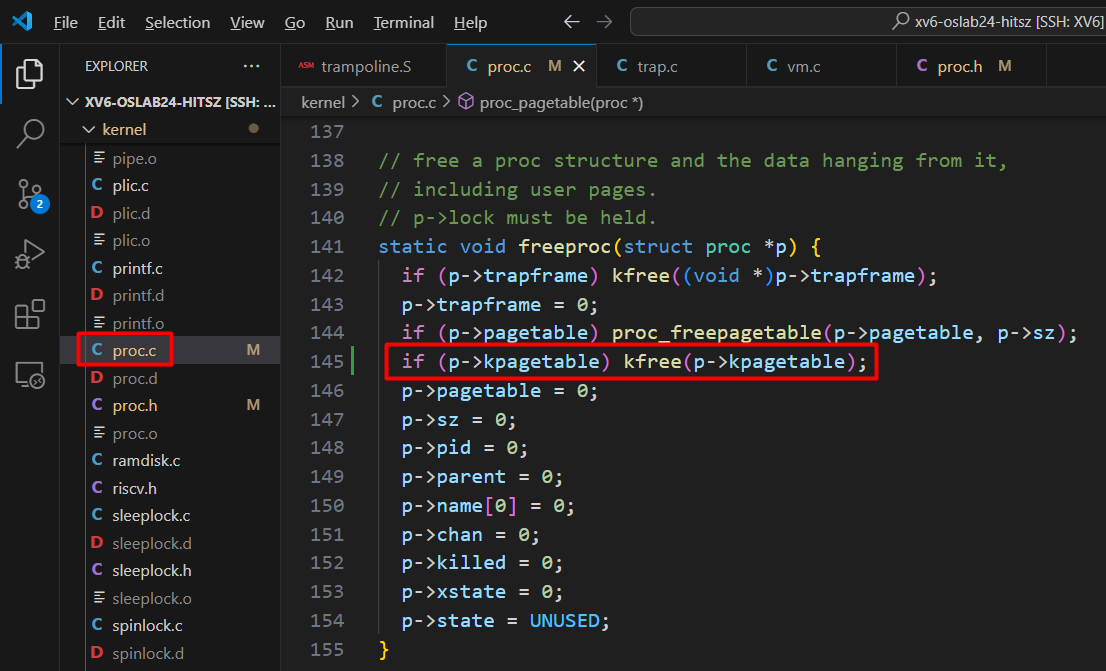 File Edit Selection View Go Run Terminal Help xv6-oslab24-hitsz [SSH: XV6]
EXPLORER
ASM trampoline.S C proc.c M C trap.c C vm.c C proc.h M
XV6-OSLAB24-HITSZ [SSH: ...
kernel > C proc.c > proc_pagetable(proc *)
kernel
pipe.o
C plic.c
D plic.d
plic.o
C printf.c
D printf.d
printf.o
C proc.c M
D proc.d
C proc.h M
proc.o
C ramdisk.c
C riscv.h
C sleeplock.c
D sleeplock.d
C sleeplock.h
sleeplock.o
C spinlock.c
D spinlock.d
2
137
138 // free a proc structure and the data hanging from it,
139 // including user pages.
140 // p->lock must be held.
141 static void freeproc(struct proc *p) {
142 if (p->trapframe) kfree((void *)p->trapframe);
143 p->trapframe = 0;
144 if (p->pagetable) proc_freepagetable(p->pagetable, p->sz);
145 if (p->kpagetable) kfree(p->kpagetable);
146 p->pagetable = 0;
147 p->sz = 0;
148 p->pid = 0;
149 p->parent = 0;
150 p->name[0] = 0;
151 p->chan = 0;
152 p->killed = 0;
153 p->xstate = 0;
154 p->state = UNUSED;
155 }